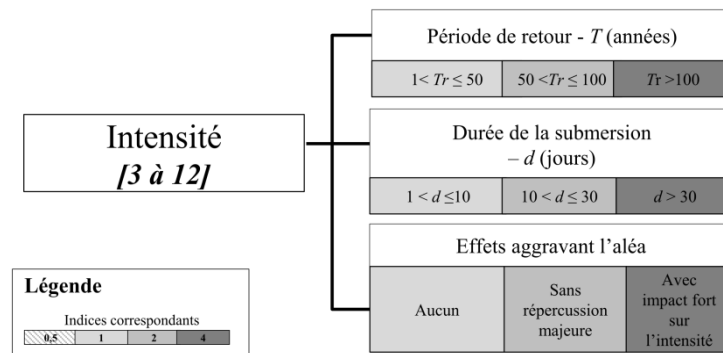 Période de retour - T (années)
1< Tr ≤ 50
50 <Tr ≤ 100
Tr >100
Intensité
[3 à 12]
Durée de la submersion
– d (jours)
1 < d ≤10
10 < d ≤ 30
d > 30
Effets aggravant l'aléa
Aucun
Sans
répercussion
majeure
Avec
impact fort
sur
l'intensité
Légende
Indices correspondants
0,5
1
2
4